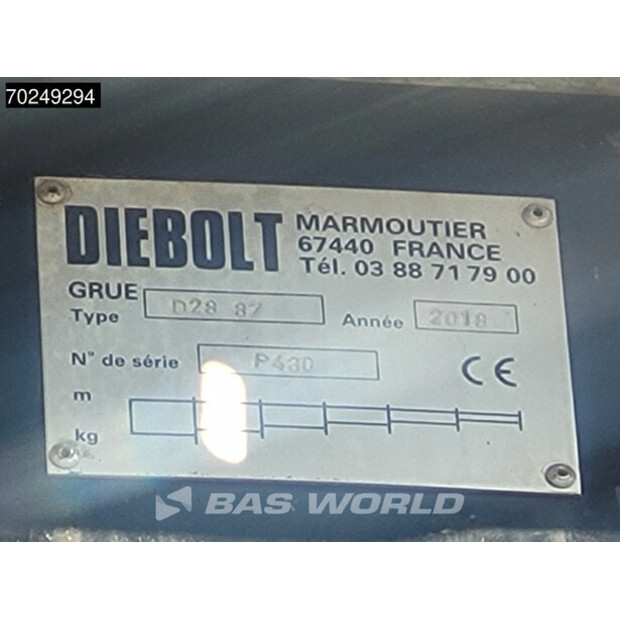 70249294
DIEBOLT
MARMOUTIER
67440 FRANCE
Tél. 03 88 71 79 00
GRUE
Type D28 8Z Année 2018
N° de série P430
CE
m
kg
BAS WORLD